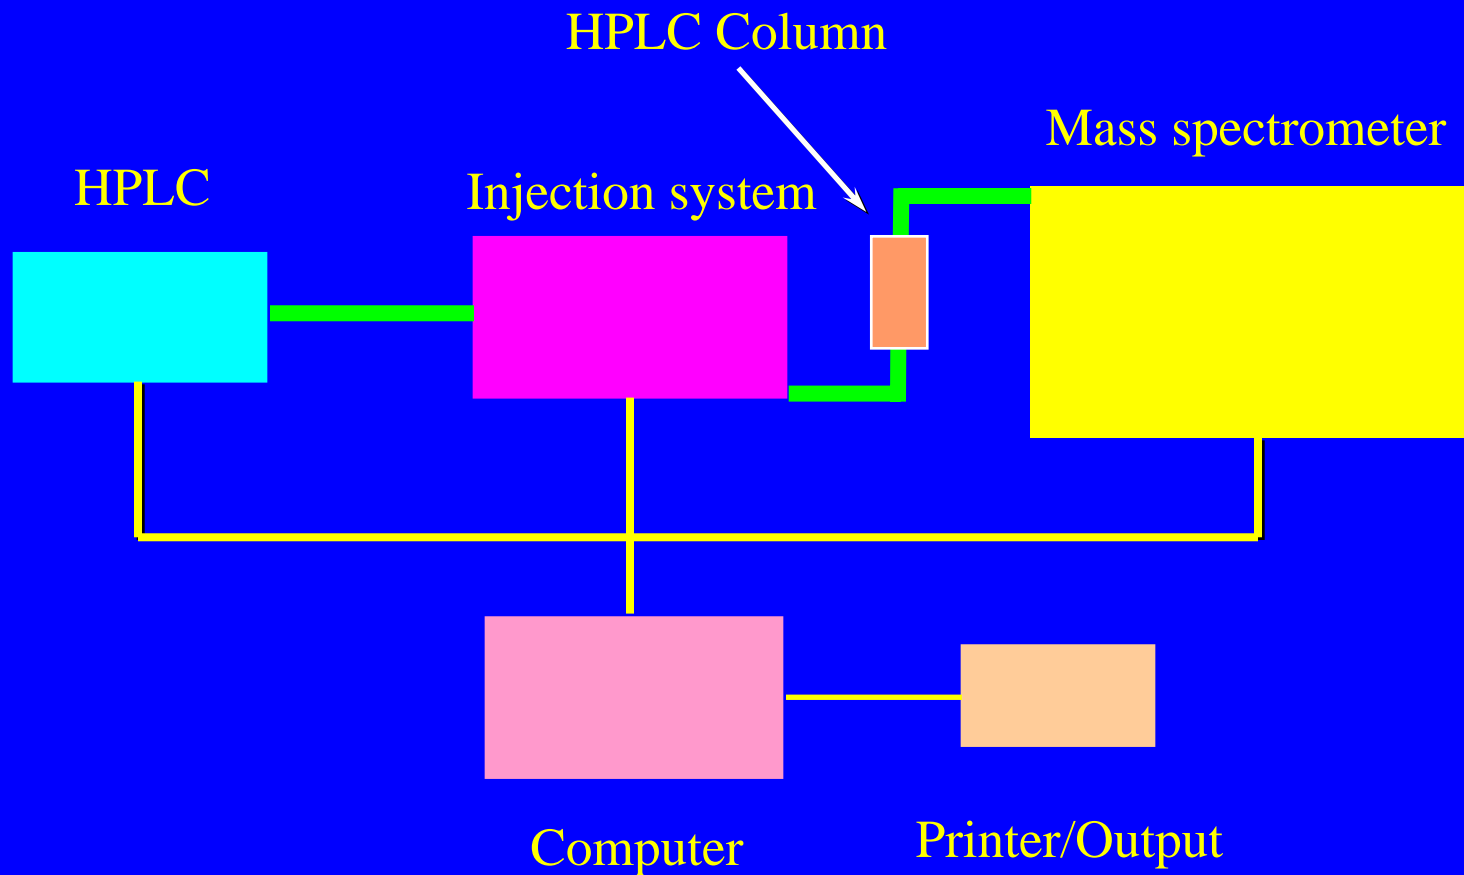 HPLC Column
Mass spectrometer
HPLC
Injection system
Computer
Printer/Output